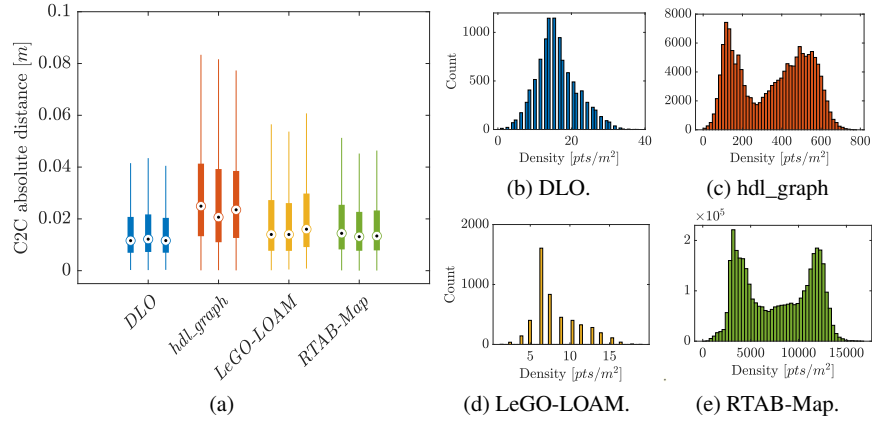 C2C absolute distance [m]
0.1
0.08
0.06
0.04
0.02
0
DLO
hdl_graph
LeGO-LOAM
RTAB-Map
(a)
Count
1000
500
0
0 20 40
Density [pts/m²]
(b) DLO.
8000
6000
4000
2000
0
0 200 400 600 800
Density [pts/m²]
(c) hdl_graph
Count
2000
1000
0
5 10 15
Density [pts/m²]
(d) LeGO-LOAM.
× 10⁵
2
1
0
0 5000 10000 15000
Density [pts/m²]
(e) RTAB-Map.